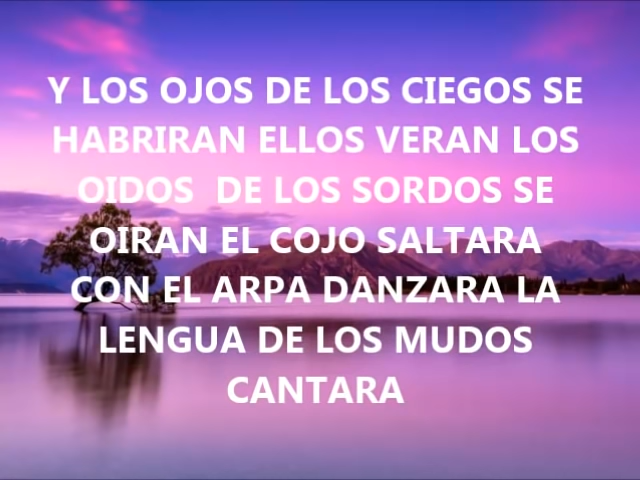 Y LOS OJOS DE LOS CIEGOS SE
HABRIRAN ELLOS VERAN LOS
OIDOS DE LOS SORDOS SE
OIRAN EL COJO SALTARA
CON EL ARPA DANZARA LA
LENGUA DE LOS MUDOS
CANTARA